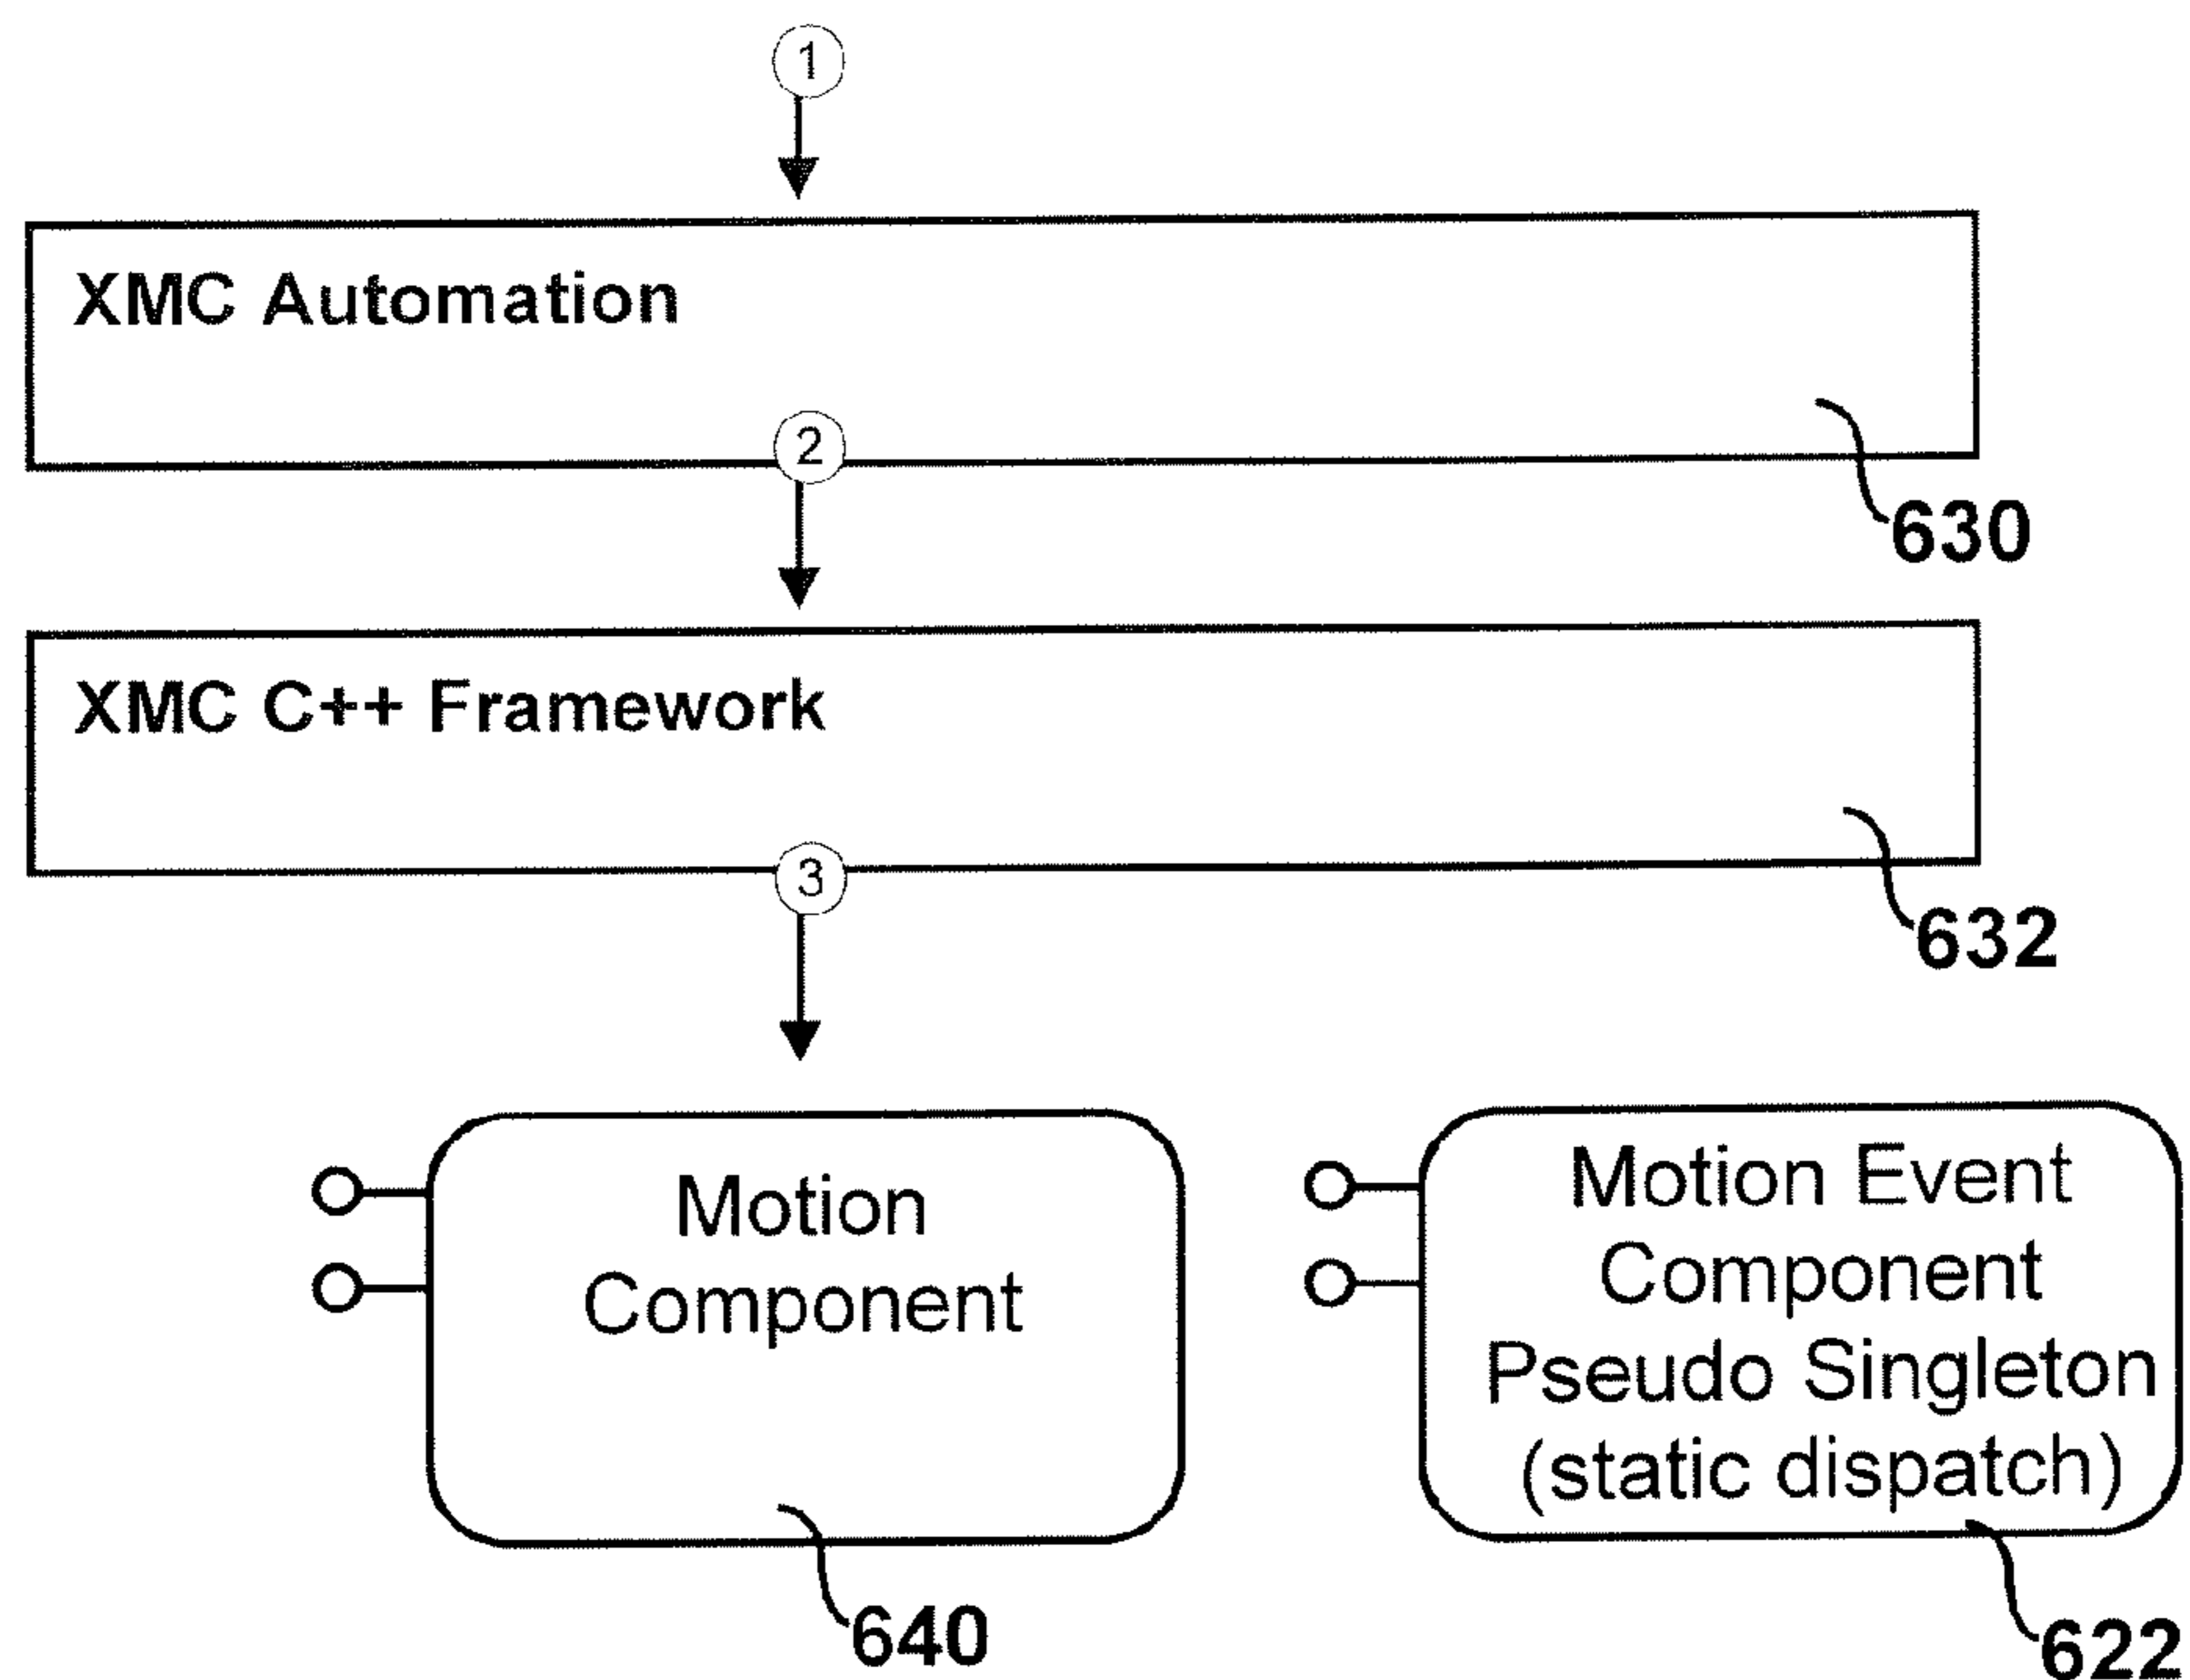 1
XMC Automation
2
630
XMC C++ Framework
3
632
Motion
Component
640
Motion Event
Component
Pseudo Singleton
(static dispatch)
622